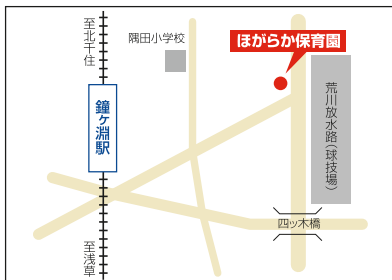 至北千住
隅田小学校
ほがらか保育園
鐘ヶ淵駅
荒川放水路(球技場)
四ッ木橋
至浅草